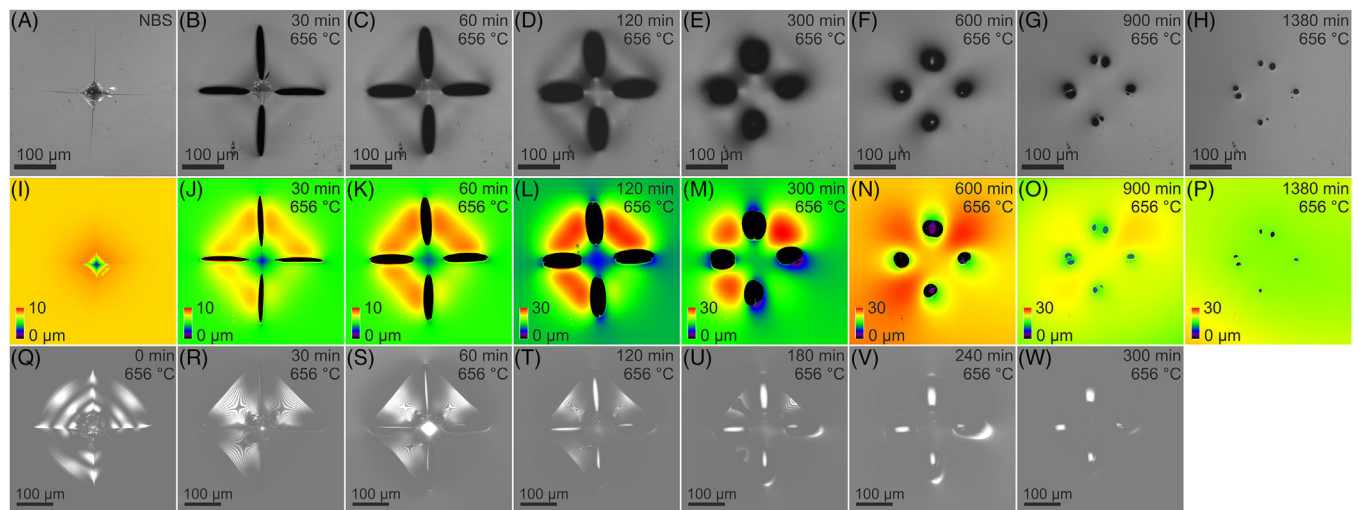 (A) NBS
100 µm
(B) 30 min
656 °C
100 µm
(C) 60 min
656 °C
100 µm
(D) 120 min
656 °C
100 µm
(E) 300 min
656 °C
100 µm
(F) 600 min
656 °C
100 µm
(G) 900 min
656 °C
100 µm
(H) 1380 min
656 °C
100 µm
(I)
10
0 µm
(J) 30 min
656 °C
10
0 µm
(K) 60 min
656 °C
10
0 µm
(L) 120 min
656 °C
30
0 µm
(M) 300 min
656 °C
30
0 µm
(N) 600 min
656 °C
30
0 µm
(O) 900 min
656 °C
30
0 µm
(P) 1380 min
656 °C
30
0 µm
(Q) 0 min
656 °C
100 µm
(R) 30 min
656 °C
100 µm
(S) 60 min
656 °C
100 µm
(T) 120 min
656 °C
100 µm
(U) 180 min
656 °C
100 µm
(V) 240 min
656 °C
100 µm
(W) 300 min
656 °C
100 µm